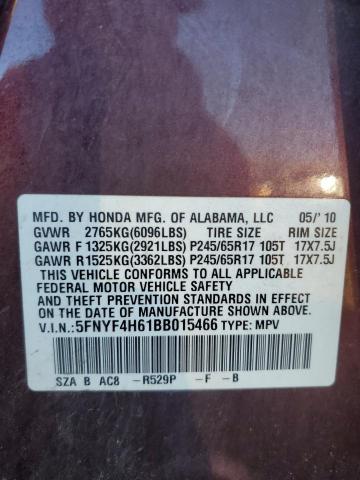 MFD. BY HONDA MFG. OF ALABAMA, LLC 05/'10
GVWR 2765KG(6096LBS) TIRE SIZE RIM SIZE
GAWR F 1325KG(2921LBS) P245/65R17 105T 17X7.5J
GAWR R 1525KG(3362LBS) P245/65R17 105T 17X7.5J
THIS VEHICLE CONFORMS TO ALL APPLICABLE
FEDERAL MOTOR VEHICLE SAFETY STANDARDS IN EFFECT
ON THE DATE OF MANUFACTURE SHOWN ABOVE.
V.I.N.:5FNYF4H61BB015466 TYPE: MPV
SZA B AC8 -R529P -F -B